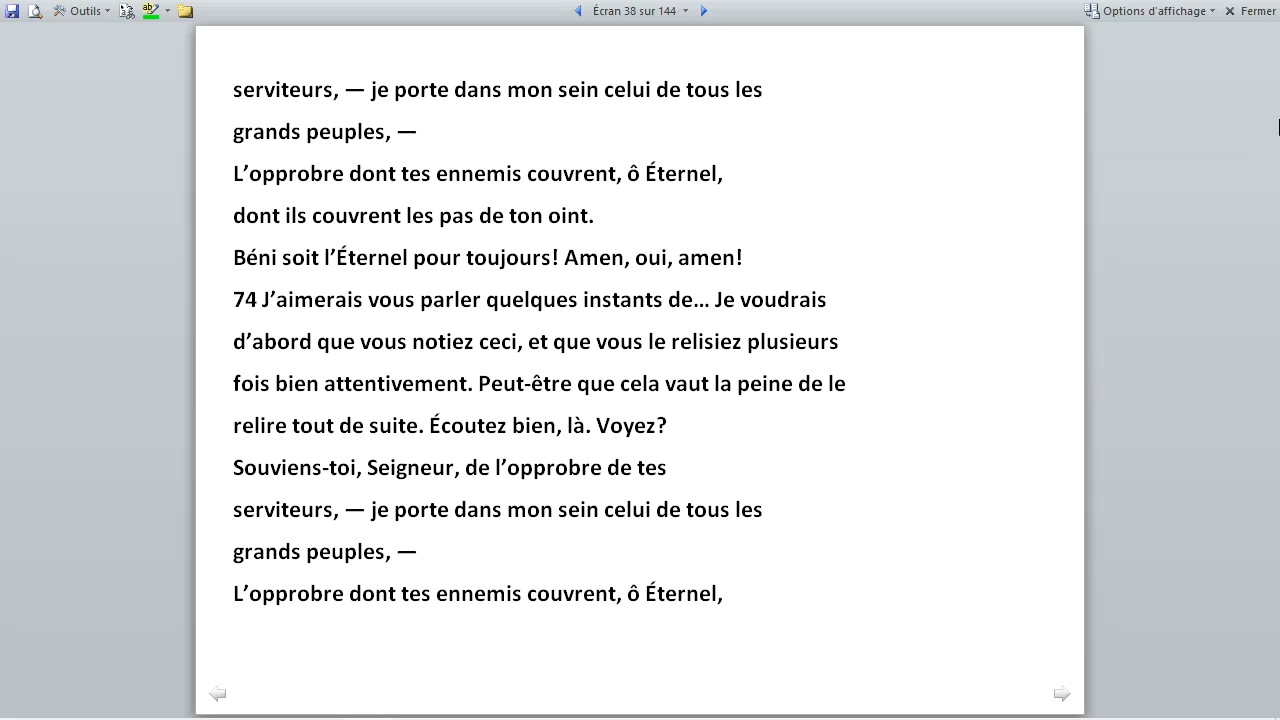 Outils
Écran 38 sur 144
Options d'affichage
Fermer
serviteurs, — je porte dans mon sein celui de tous les
grands peuples, —
L’opprobre dont tes ennemis couvrent, ô Éternel,
dont ils couvrent les pas de ton oint.
Béni soit l’Éternel pour toujours! Amen, oui, amen!
74 J’aimerais vous parler quelques instants de... Je voudrais
d’abord que vous notiez ceci, et que vous le relisiez plusieurs
fois bien attentivement. Peut-être que cela vaut la peine de le
relire tout de suite. Écoutez bien, là. Voyez?
Souviens-toi, Seigneur, de l’opprobre de tes
serviteurs, — je porte dans mon sein celui de tous les
grands peuples, —
L’opprobre dont tes ennemis couvrent, ô Éternel,